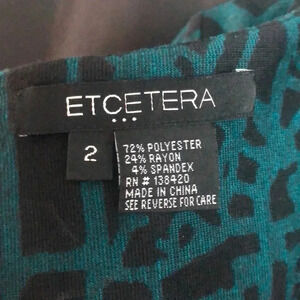 ETCETERA
2
72% POLYESTER
24% RAYON
4% SPANDEX
RN # 138420
MADE IN CHINA
SEE REVERSE FOR CARE